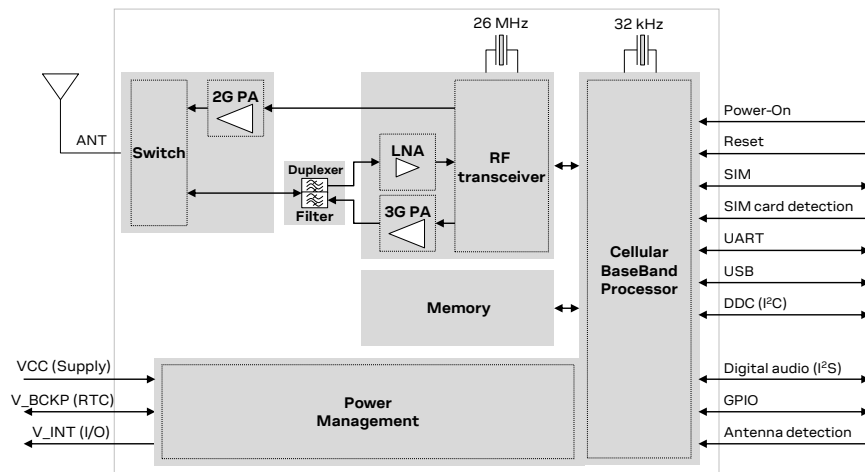 26 MHz
32 kHz
2G PA
ANT
Switch
Duplexer
Filter
LNA
3G PA
RF
transceiver
Cellular
BaseBand
Processor
Memory
Power
Management
Power-On
Reset
SIM
SIM card detection
UART
USB
DDC (I²C)
Digital audio (I²S)
GPIO
Antenna detection
VCC (Supply)
V_BCKP (RTC)
V_INT (I/O)